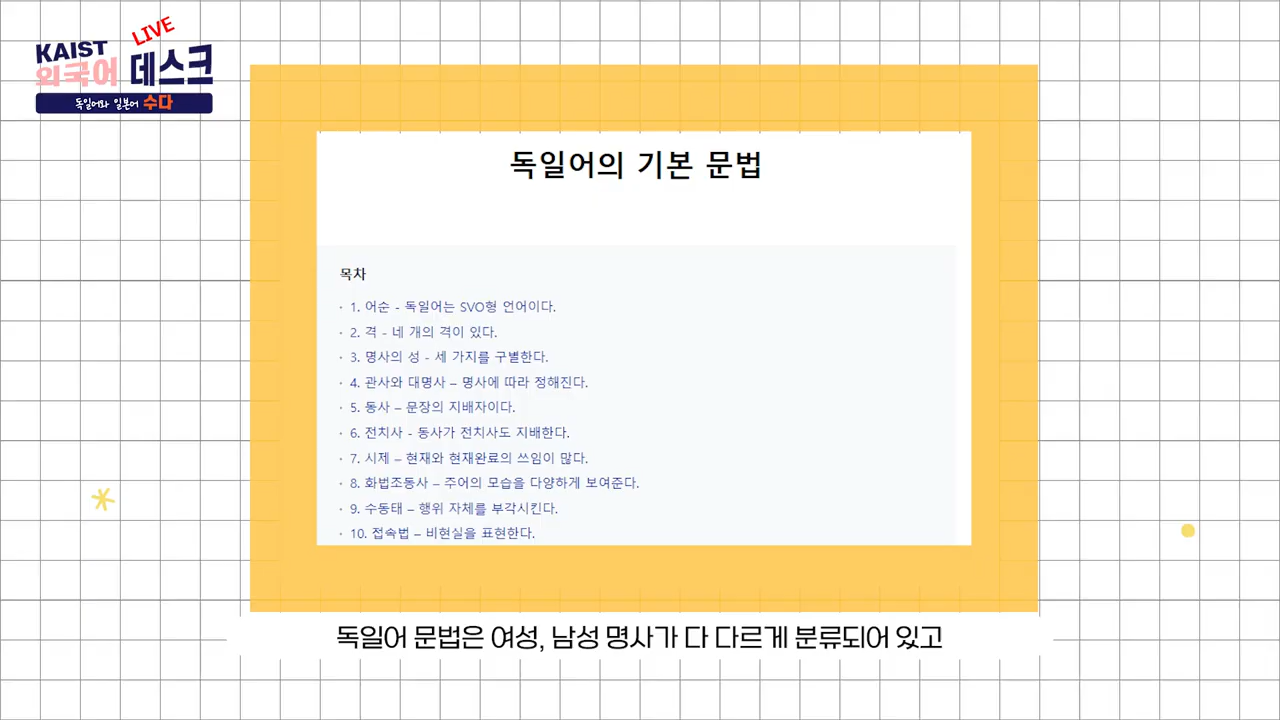 LIVE
KAIST
외국어 데스크
독일어와 일본어 수다
독일어의 기본 문법
목차
· 1. 어순 - 독일어는 SVO형 언어이다.
· 2. 격 - 네 개의 격이 있다.
· 3. 명사의 성 - 세 가지를 구별한다.
· 4. 관사와 대명사 – 명사에 따라 정해진다.
· 5. 동사 – 문장의 지배자이다.
· 6. 전치사 - 동사가 전치사도 지배한다.
· 7. 시제 – 현재와 현재완료의 쓰임이 많다.
· 8. 화법조동사 – 주어의 모습을 다양하게 보여준다.
· 9. 수동태 – 행위 자체를 부각시킨다.
· 10. 접속법 – 비현실을 표현한다.
독일어 문법은 여성, 남성 명사가 다 다르게 분류되어 있고